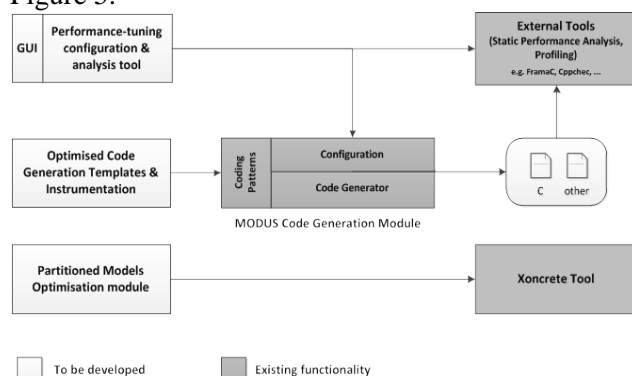 Figure 3.
GUI
Performance-tuning
configuration &
analysis tool
External Tools
(Static Performance Analysis,
Profiling)
e.g. FramaC, Cppchec, ...
Optimised Code
Generation Templates &
Instrumentation
Coding
Patterns
Configuration
Code Generator
C other
MODUS Code Generation Module
Partitioned Models
Optimisation module
Xoncrete Tool
To be developed
Existing functionality